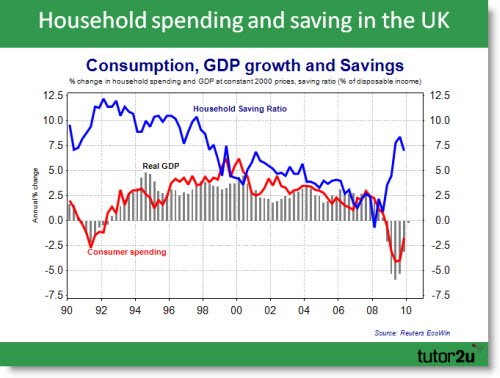 Household spending and saving in the UK
Consumption, GDP growth and Savings
% change in household spending and GDP at constant 2000 prices, saving ratio (% of disposable income)
12.5 12.5
Household Saving Ratio
10.0 10.0
7.5 7.5
Real GDP
5.0 5.0
Annual % change
2.5 2.5
0.0 0.0
Consumer spending
-2.5 -2.5
-5.0 -5.0
-7.5 -7.5
90 92 94 96 98 00 02 04 06 08 10
Source: Reuters EcoWin
tutor2u